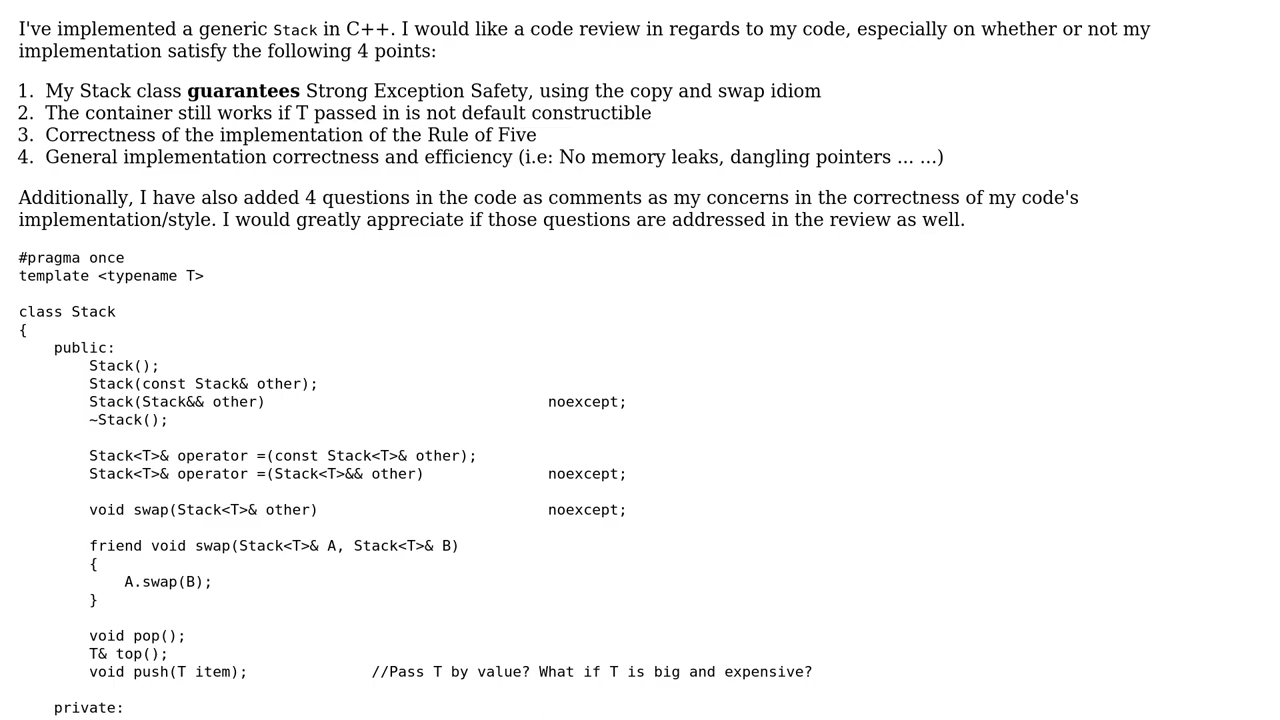 I've implemented a generic Stack in C++. I would like a code review in regards to my code, especially on whether or not my
implementation satisfy the following 4 points:
1. My Stack class guarantees Strong Exception Safety, using the copy and swap idiom
2. The container still works if T passed in is not default constructible
3. Correctness of the implementation of the Rule of Five
4. General implementation correctness and efficiency (i.e: No memory leaks, dangling pointers ... ...)
Additionally, I have also added 4 questions in the code as comments as my concerns in the correctness of my code's
implementation/style. I would greatly appreciate if those questions are addressed in the review as well.
#pragma once
template <typename T>
class Stack
{
    public:
        Stack();
        Stack(const Stack& other);
        Stack(Stack&& other)                                noexcept;
        ~Stack();
        Stack<T>& operator =(const Stack<T>& other);
        Stack<T>& operator =(Stack<T>&& other)              noexcept;
        void swap(Stack<T>& other)                          noexcept;
        friend void swap(Stack<T>& A, Stack<T>& B)
        {
            A.swap(B);
        }
        void pop();
        T& top();
        void push(T item);              //Pass T by value? What if T is big and expensive?
    private: